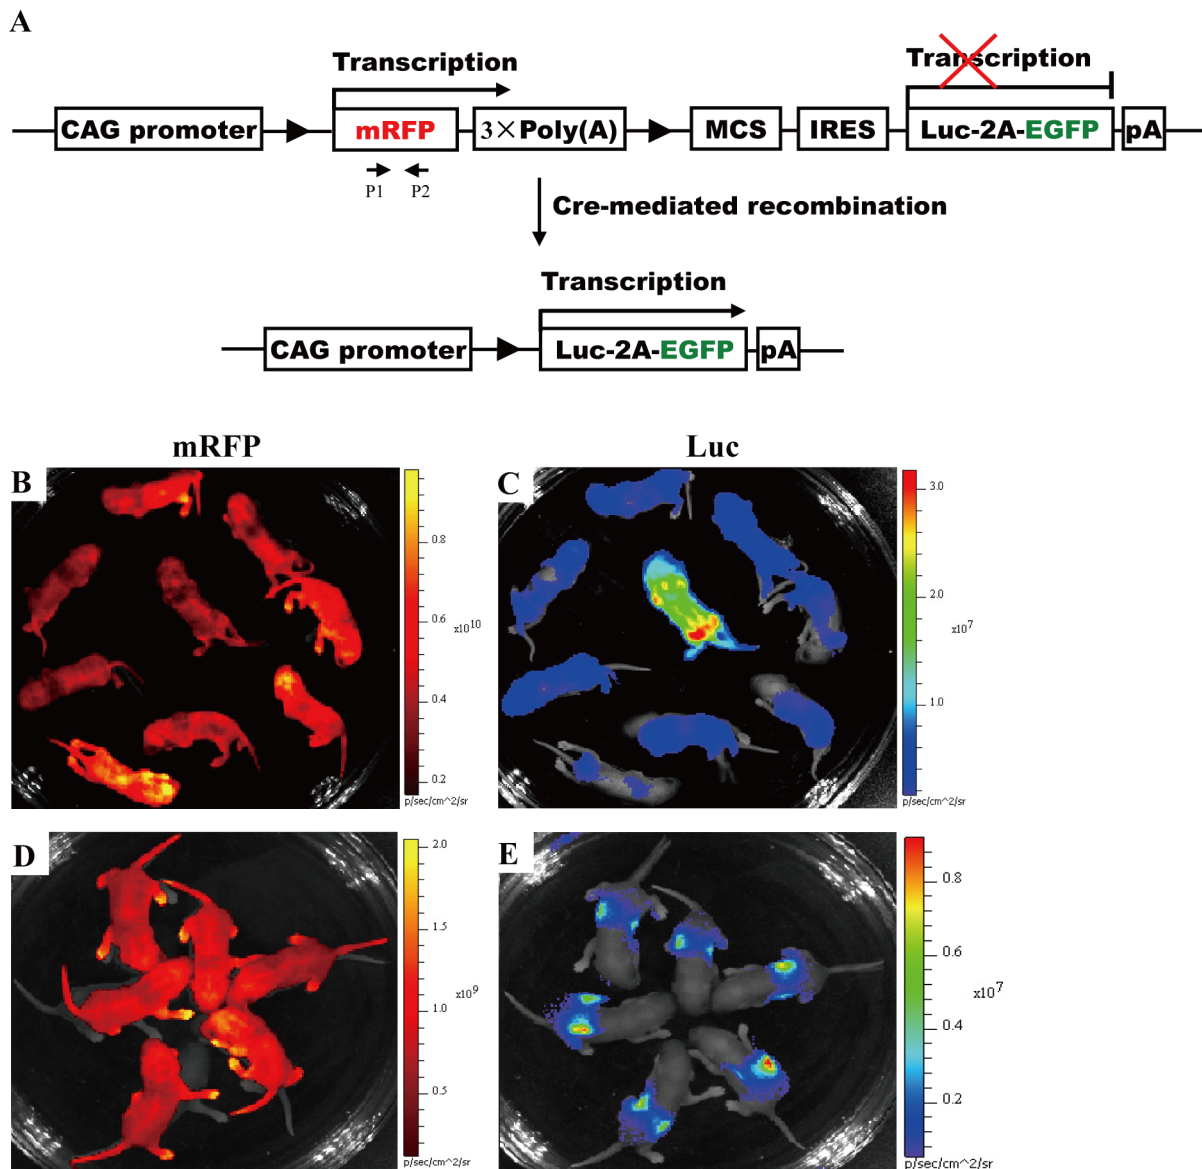 A
Transcription
Transcription
CAG promoter
mRFP
3×Poly(A)
MCS
IRES
Luc-2A-EGFP
pA
P1
P2
Cre-mediated recombination
Transcription
CAG promoter
Luc-2A-EGFP
pA
mRFP
Luc
B
0.8
0.6
x10^10
0.4
0.2
p/sec/cm^2/sr
C
3.0
2.0
x10^7
1.0
p/sec/cm^2/sr
D
2.0
1.5
x10^9
1.0
0.5
p/sec/cm^2/sr
E
0.8
0.6
x10^7
0.4
0.2
p/sec/cm^2/sr